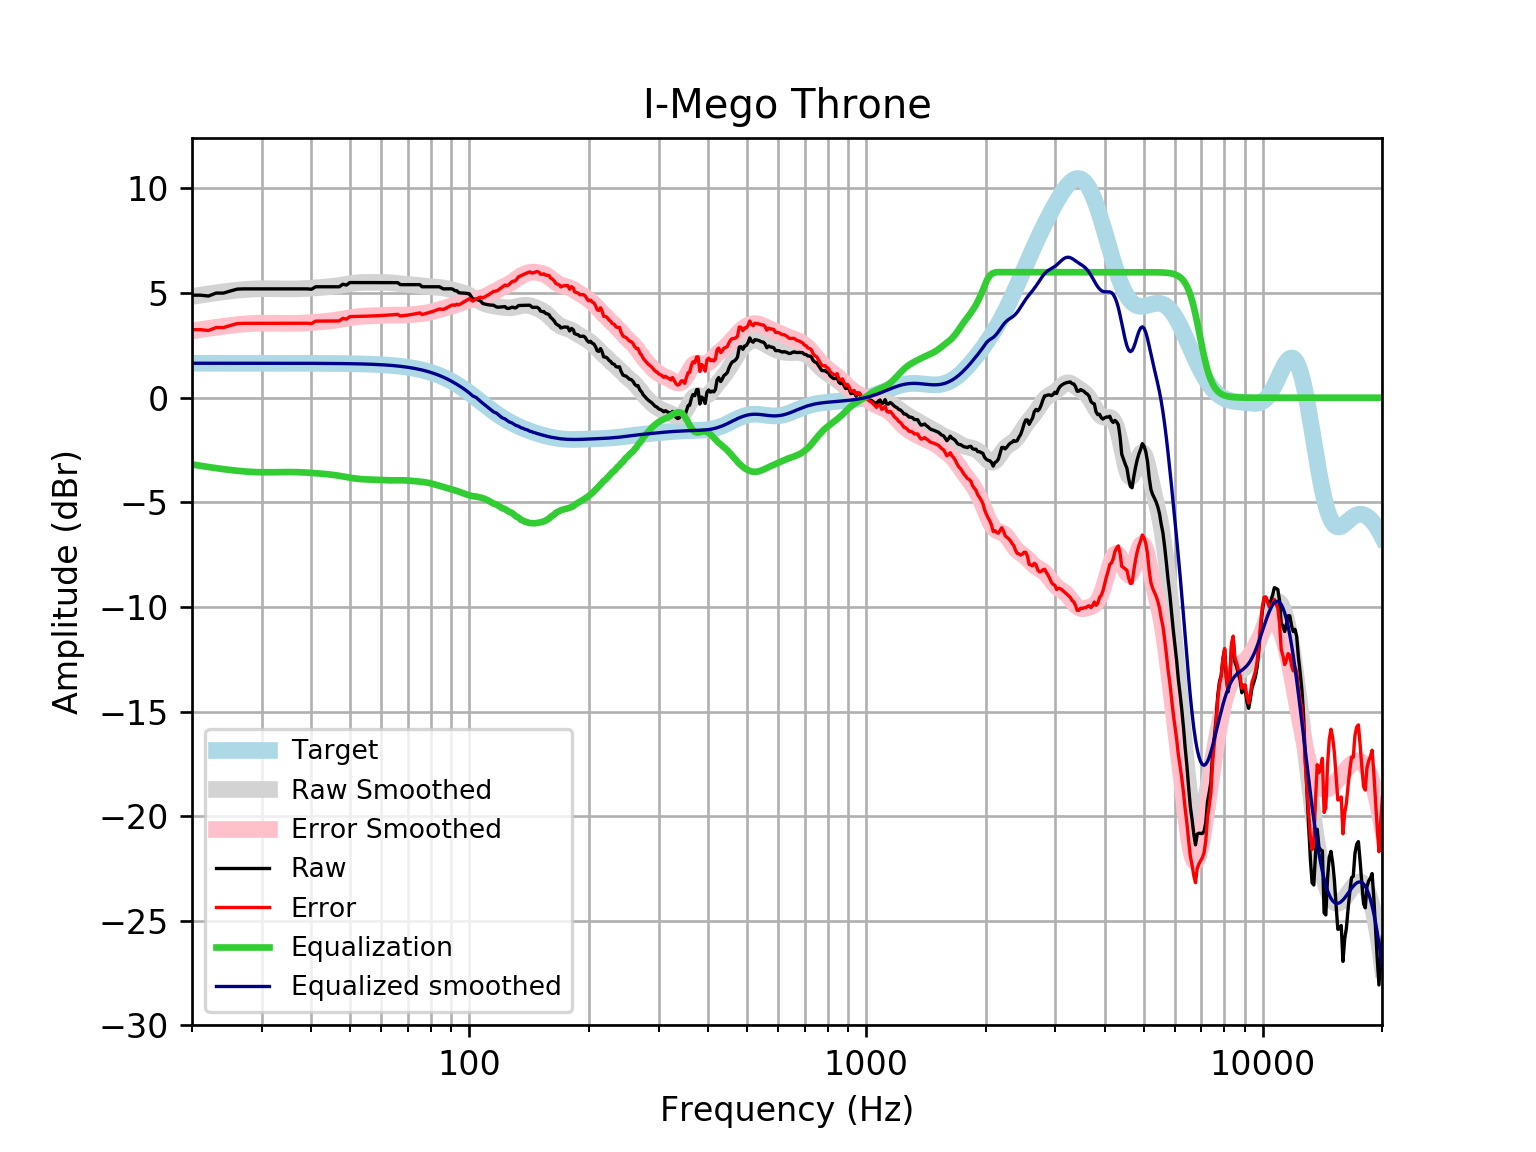 I-Mego Throne
Amplitude (dBr)
10
5
0
−5
−10
−15
−20
−25
−30
Target
Raw Smoothed
Error Smoothed
Raw
Error
Equalization
Equalized smoothed
100
1000
10000
Frequency (Hz)